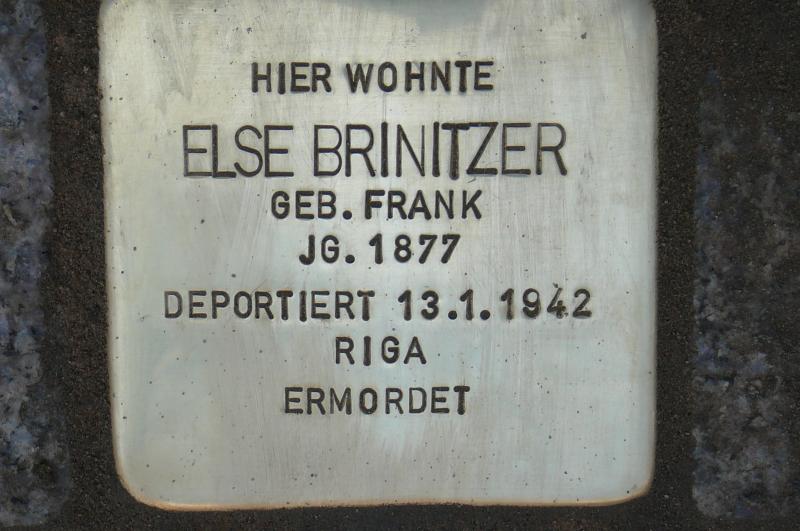 HIER WOHNTE
ELSE BRINITZER
GEB. FRANK
JG. 1877
DEPORTIERT 13.1.1942
RIGA
ERMORDET